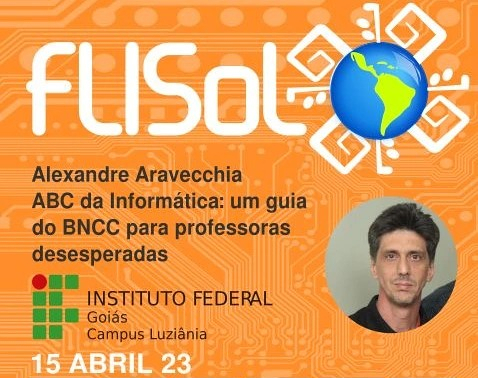 FLISoL
Alexandre Aravecchia
ABC da Informática: um guia
do BNCC para professoras
desesperadas
INSTITUTO FEDERAL
Goiás
Campus Luziânia
15 ABRIL 23